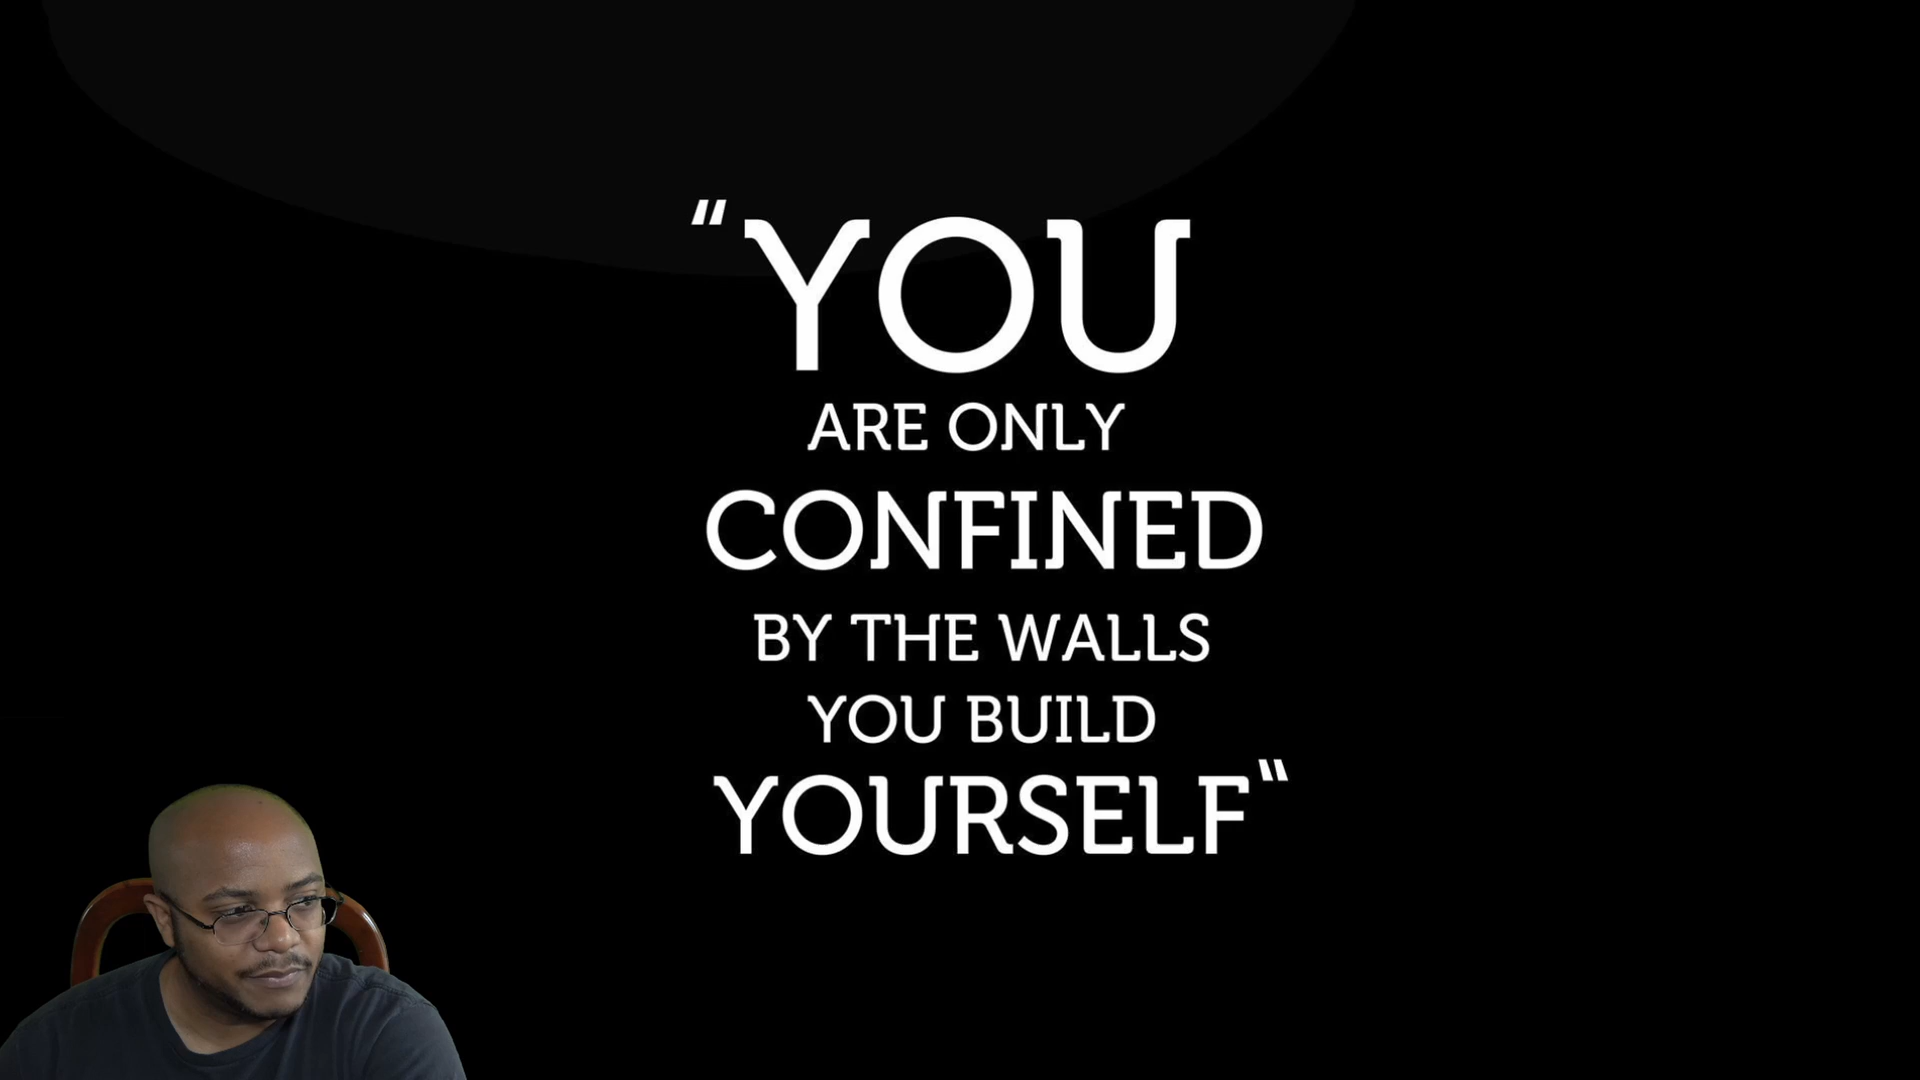 “YOU
ARE ONLY
CONFINED
BY THE WALLS
YOU BUILD
YOURSELF“